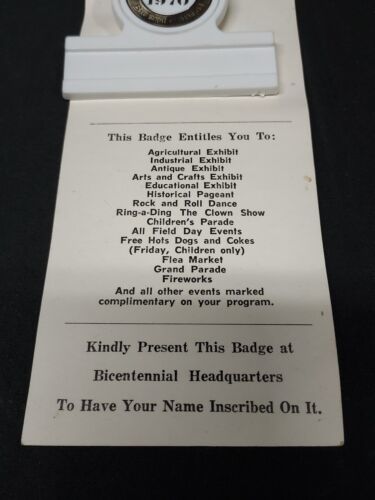 1970
This Badge Entitles You To:
Agricultural Exhibit
Industrial Exhibit
Antique Exhibit
Arts and Crafts Exhibit
Educational Exhibit
Historical Pageant
Rock and Roll Dance
Ring-a-Ding The Clown Show
Children's Parade
All Field Day Events
Free Hots Dogs and Cokes
(Friday, Children only)
Flea Market
Grand Parade
Fireworks
And all other events marked
complimentary on your program.
Kindly Present This Badge at
Bicentennial Headquarters
To Have Your Name Inscribed On It.